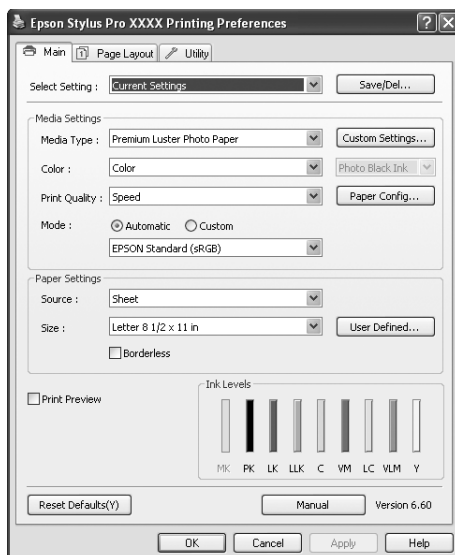 Epson Stylus Pro XXXX Printing Preferences
Main Page Layout Utility
Select Setting : Current Settings Save/Del...
Media Settings
Media Type : Premium Luster Photo Paper Custom Settings...
Color : Color Photo Black Ink
Print Quality : Speed Paper Config...
Mode : Automatic Custom
EPSON Standard (sRGB)
Paper Settings
Source : Sheet
Size : Letter 8 1/2 x 11 in User Defined...
Borderless
Print Preview
Ink Levels
MK PK LK LLK C VM LC VLM Y
Reset Defaults(Y) Manual Version 6.60
OK Cancel Apply Help